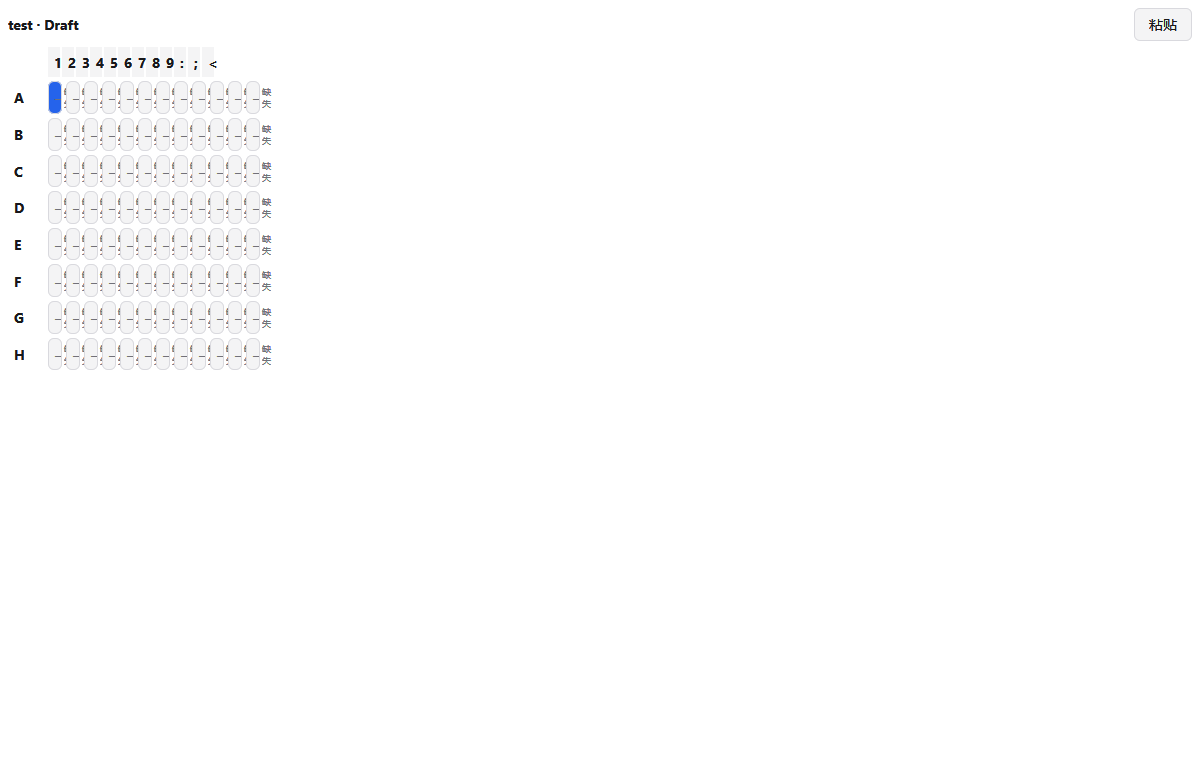 test · Draft
粘贴
1 2 3 4 5 6 7 8 9 : ; <
A – – – – – – – – – – – 缺失
B – – – – – – – – – – – – 缺失
C – – – – – – – – – – – – 缺失
D – – – – – – – – – – – – 缺失
E – – – – – – – – – – – – 缺失
F – – – – – – – – – – – – 缺失
G – – – – – – – – – – – – 缺失
H – – – – – – – – – – – – 缺失